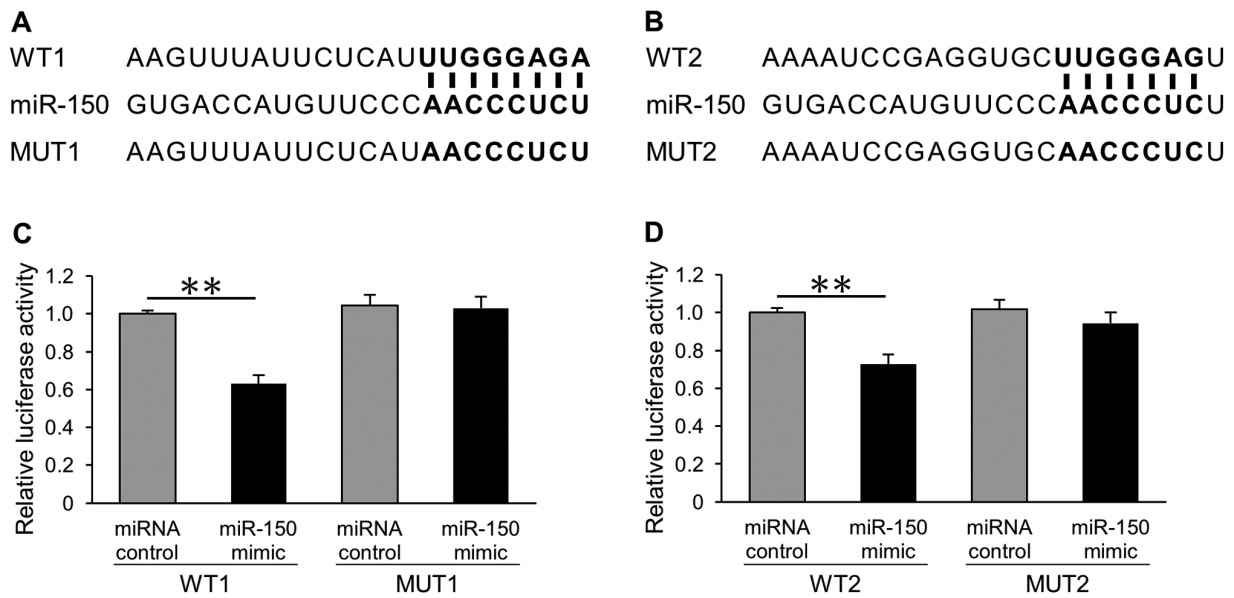 A
WT1 AAGUUUAUUCUCAUUUGGGAGA
miR-150 GUGACCAUGUUCCCAACCCUCU
MUT1 AAGUUUAUUCUCAUAACCCUCU
B
WT2 AAAAUCCGAGGUGCUUGGGAGU
miR-150 GUGACCAUGUUCCCAACCCUCU
MUT2 AAAAUCCGAGGUGCAACCCUCU
C
Relative luciferase activity
1.2
1.0
0.8
0.6
0.4
0.2
0
**
miRNA control
miR-150 mimic
miRNA control
miR-150 mimic
WT1 MUT1
D
Relative luciferase activity
1.2
1.0
0.8
0.6
0.4
0.2
0
**
miRNA control
miR-150 mimic
miRNA control
miR-150 mimic
WT2 MUT2